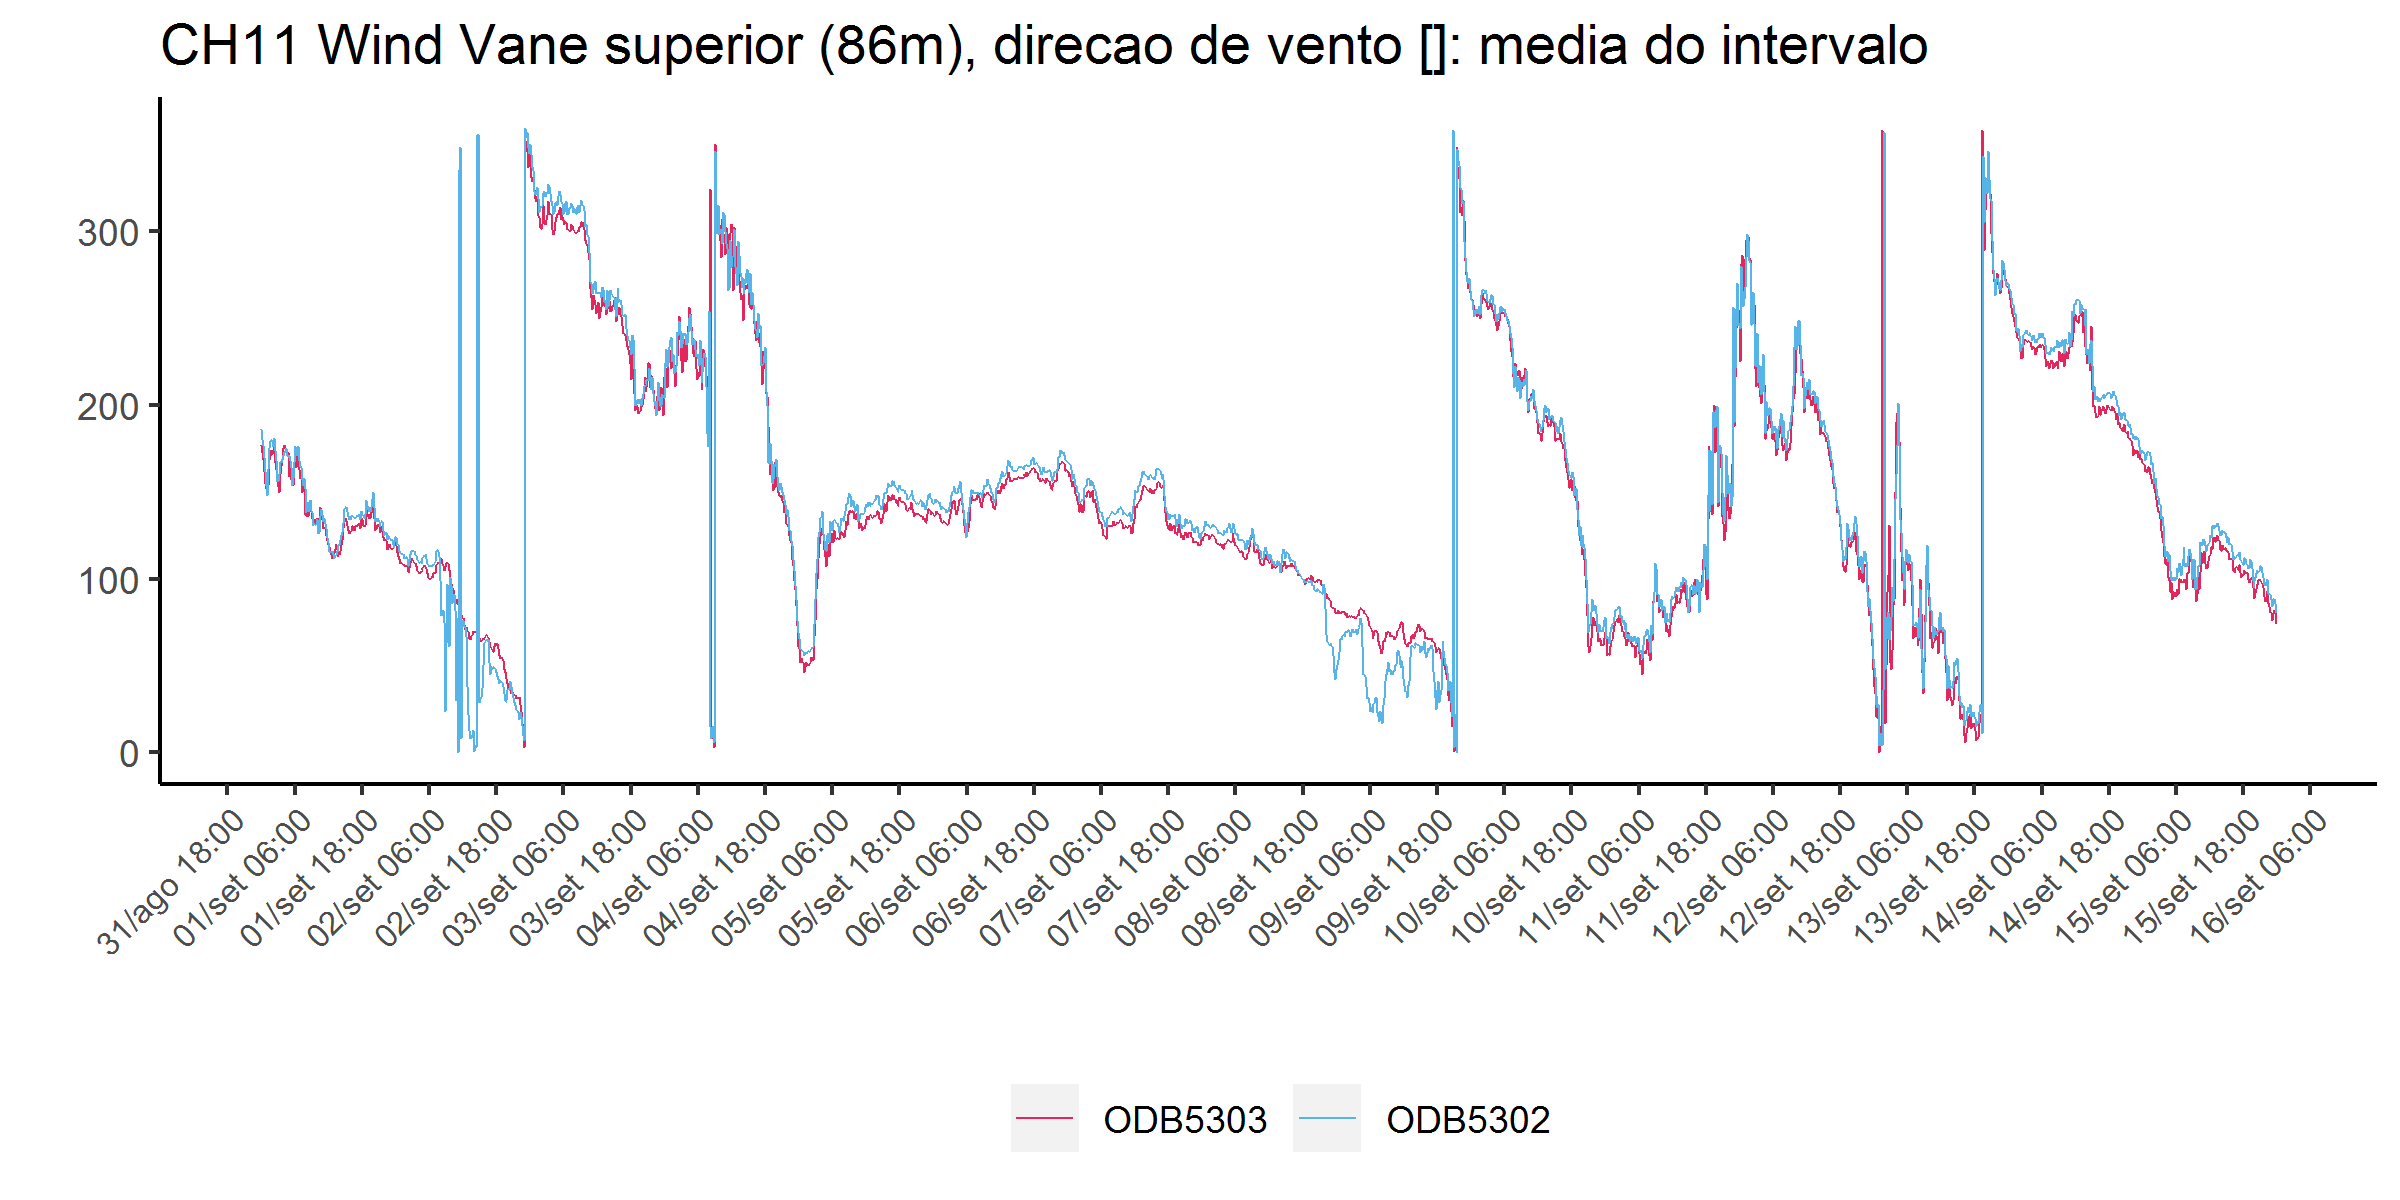 CH11 Wind Vane superior (86m), direcao de vento []: media do intervalo
300
200
100
0
31/ago 18:00
01/set 06:00
01/set 18:00
02/set 06:00
02/set 18:00
03/set 06:00
03/set 18:00
04/set 06:00
04/set 18:00
05/set 06:00
05/set 18:00
06/set 06:00
06/set 18:00
07/set 06:00
07/set 18:00
08/set 06:00
08/set 18:00
09/set 06:00
09/set 18:00
10/set 06:00
10/set 18:00
11/set 06:00
11/set 18:00
12/set 06:00
12/set 18:00
13/set 06:00
13/set 18:00
14/set 06:00
14/set 18:00
15/set 06:00
15/set 18:00
16/set 06:00
ODB5303
ODB5302